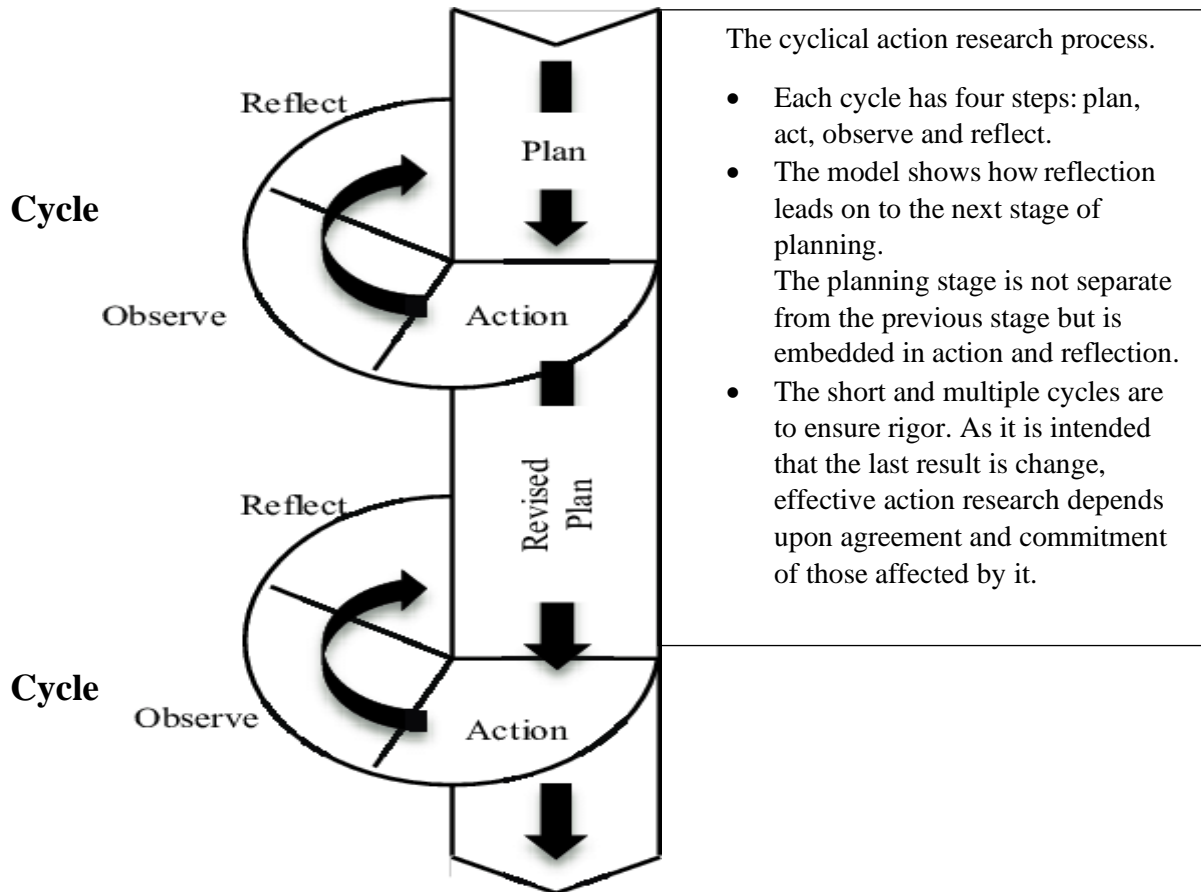 The cyclical action research process.
• Each cycle has four steps: plan,
act, observe and reflect.
• The model shows how reflection
leads on to the next stage of
planning.
The planning stage is not separate
from the previous stage but is
embedded in action and reflection.
• The short and multiple cycles are
to ensure rigor. As it is intended
that the last result is change,
effective action research depends
upon agreement and commitment
of those affected by it.
Reflect
Plan
Cycle
Observe
Action
Reflect
Revised
Plan
Cycle
Observe
Action